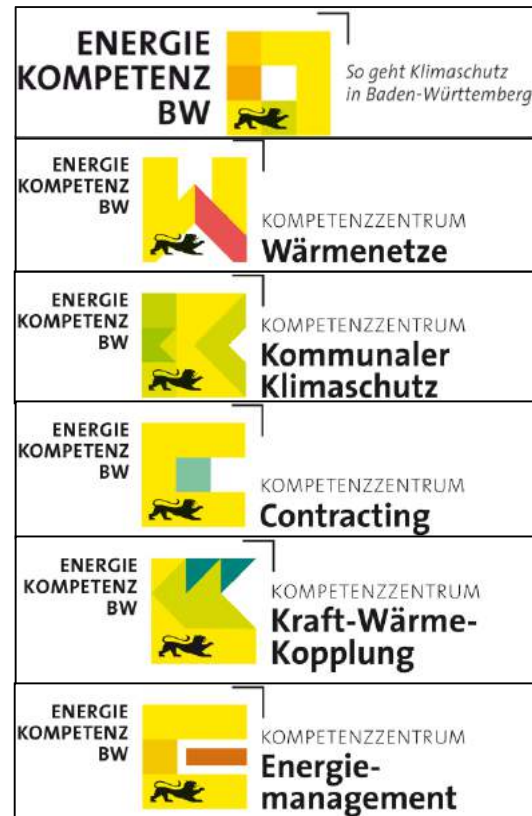 ENERGIE
KOMPETENZ
BW
So geht Klimaschutz
in Baden-Württemberg
ENERGIE
KOMPETENZ
BW
KOMPETENZZENTRUM
Wärmenetze
ENERGIE
KOMPETENZ
BW
KOMPETENZZENTRUM
Kommunaler
Klimaschutz
ENERGIE
KOMPETENZ
BW
KOMPETENZZENTRUM
Contracting
ENERGIE
KOMPETENZ
BW
KOMPETENZZENTRUM
Kraft-Wärme-
Kopplung
ENERGIE
KOMPETENZ
BW
KOMPETENZZENTRUM
Energie-
management